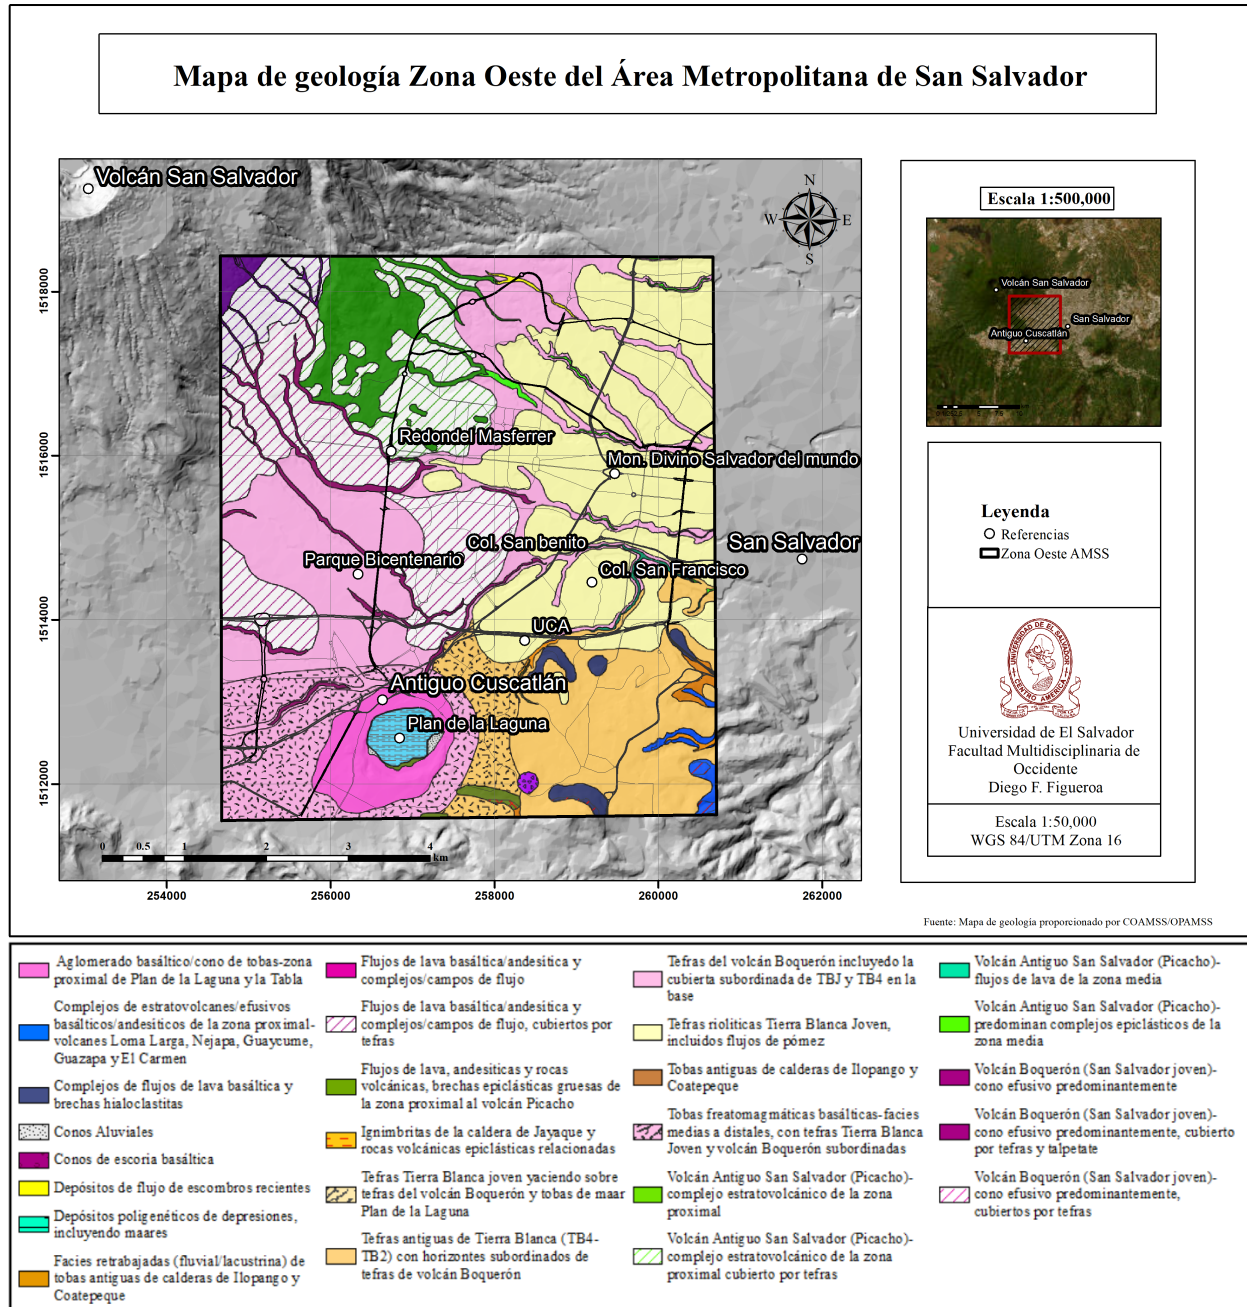 Mapa de geología Zona Oeste del Área Metropolitana de San Salvador
Volcán San Salvador
N
W
E
S
1518000
1516000
1514000
1512000
Redondel Masferrer
Mon. Divino Salvador del mundo
Col. San benito
San Salvador
Parque Bicentenario
Col. San Francisco
UCA
Antiguo Cuscatlán
Plan de la Laguna
0 0.5 1 2 3 4
km
254000 256000 258000 260000 262000
Escala 1:500,000
Volcán San Salvador
San Salvador
Antiguo Cuscatlán
Leyenda
Referencias
Zona Oeste AMSS
UNIVERSIDAD DE EL SALVADOR
CENTRO AMÉRICA
Universidad de El Salvador
Facultad Multidisciplinaria de
Occidente
Diego F. Figueroa
Escala 1:50,000
WGS 84/UTM Zona 16
Fuente: Mapa de geología proporcionado por COAMSS/OPAMSS
Aglomerado basáltico/cono de tobas-zona
proximal de Plan de la Laguna y la Tabla
Complejos de estratovolcanes/efusivos
basálticos/andesiticos de la zona proximal-
volcanes Loma Larga, Nejapa, Guaycume,
Guazapa y El Carmen
Complejos de flujos de lava basáltica y
brechas hialoclastitas
Conos Aluviales
Conos de escoria basáltica
Depósitos de flujo de escombros recientes
Depósitos poligenéticos de depresiones,
incluyendo maares
Facies retrabajadas (fluvial/lacustrina) de
tobas antiguas de calderas de Ilopango y
Coatepeque
Flujos de lava basáltica/andesitica y
complejos/campos de flujo
Flujos de lava basáltica/andesitica y
complejos/campos de flujo, cubiertos por
tefras
Flujos de lava, andesiticas y rocas
volcánicas, brechas epiclásticas gruesas de
la zona proximal al volcán Picacho
Ignimbritas de la caldera de Jayaque y
rocas volcánicas epiclásticas relacionadas
Tefras Tierra Blanca joven yaciendo sobre
tefras del volcán Boquerón y tobas de maar
Plan de la Laguna
Tefras antiguas de Tierra Blanca (TB4-
TB2) con horizontes subordinados de
tefras de volcán Boquerón
Tefras del volcán Boquerón incluyedo la
cubierta subordinada de TBJ y TB4 en la
base
Tefras rioliticas Tierra Blanca Joven,
incluidos flujos de pómez
Tobas antiguas de calderas de Ilopango y
Coatepeque
Tobas freatomagmáticas basálticas-facies
medias a distales, con tefras Tierra Blanca
Joven y volcán Boquerón subordinadas
Volcán Antiguo San Salvador (Picacho)-
complejo estratovolcánico de la zona
proximal
Volcán Antiguo San Salvador (Picacho)-
complejo estratovolcánico de la zona
proximal cubierto por tefras
Volcán Antiguo San Salvador (Picacho)-
flujos de lava de la zona media
Volcán Antiguo San Salvador (Picacho)-
predominan complejos epiclásticos de la
zona media
Volcán Boquerón (San Salvador joven)-
cono efusivo predominantemente
Volcán Boquerón (San Salvador joven)-
cono efusivo predominantemente, cubierto
por tefras y talpetate
Volcán Boquerón (San Salvador joven)-
cono efusivo predominantemente,
cubiertos por tefras